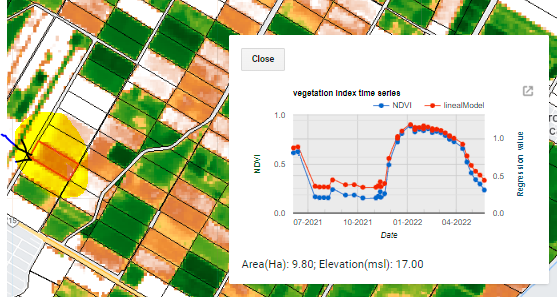 Close
vegetation index time series
NDVI
linealModel
1.0
0.5
0.0
NDVI
1.0
0.5
0.0
Regression value
07-2021
10-2021
01-2022
04-2022
Date
Area(Ha): 9.80; Elevation(msl): 17.00
15